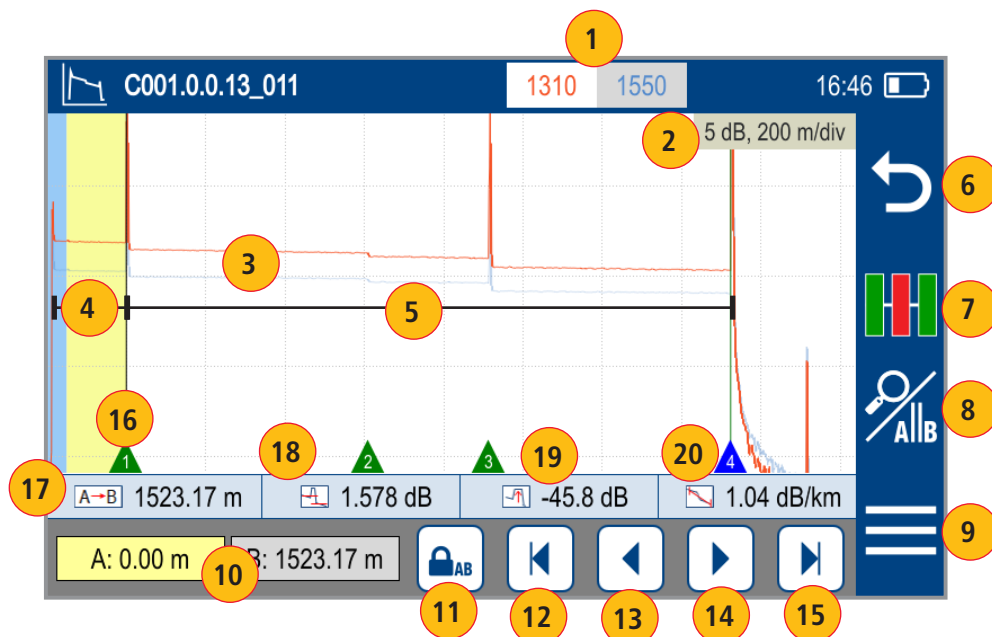 1
C001.0.0.13_011
1310 1550
16:46
2
5 dB, 200 m/div
3
4
5
6
7
8
A||B
9
16
18
19
20
1
2
3
4
17
A→B 1523.17 m
1.578 dB
-45.8 dB
1.04 dB/km
A: 0.00 m
10
B: 1523.17 m
AB
11
12
13
14
15